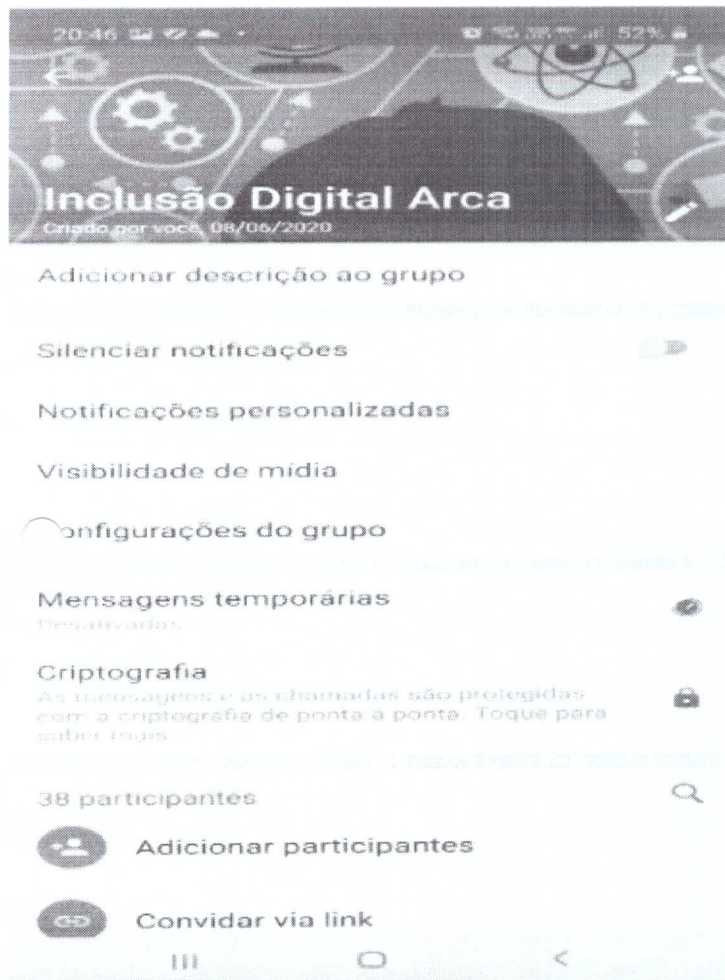 20:46 52%
Inclusão Digital Arca
Criado por você, 08/06/2020
Adicionar descrição ao grupo
Silenciar notificações
Notificações personalizadas
Visibilidade de mídia
onfigurações do grupo
Mensagens temporárias
Desativadas
Criptografia
As mensagens e as chamadas são protegidas
com a criptografia de ponta a ponta. Toque para
saber mais.
38 participantes
Adicionar participantes
Convidar via link